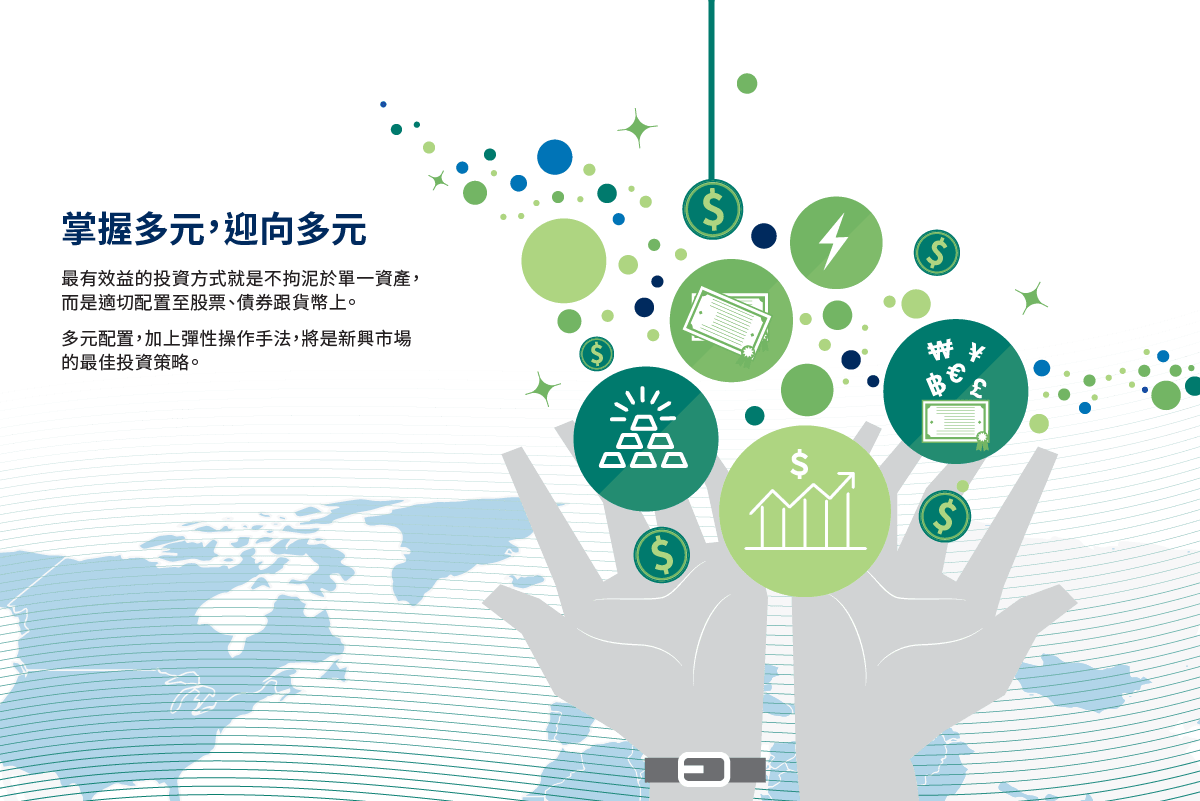 掌握多元，迎向多元
最有效益的投資方式就是不拘泥於單一資產，
而是適切配置至股票、債券跟貨幣上。
多元配置，加上彈性操作手法，將是新興市場
的最佳投資策略。
$
$
$
₩ ¥
฿ € £
$
$
$